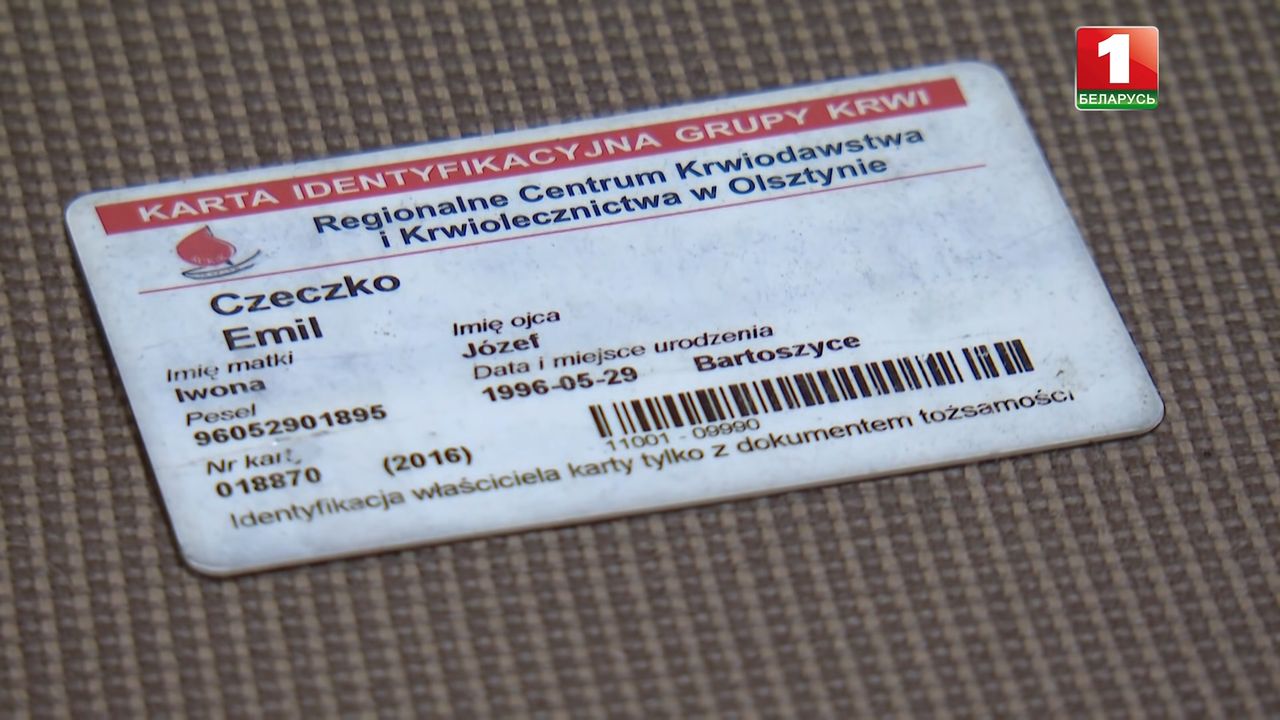 1
БЕЛАРУСЬ
KARTA IDENTYFIKACYJNA GRUPY KRWI
Regionalne Centrum Krwiodawstwa
i Krwiolecznictwa w Olsztynie
Czeczko
Emil
Imię matki
Iwona
Imię ojca
Józef
Pesel
96052901895
Data i miejsce urodzenia
1996-05-29 Bartoszyce
Nr kart
018870 (2016)
11001 - 09990
Identyfikacja właściciela karty tylko z dokumentem tożsamości